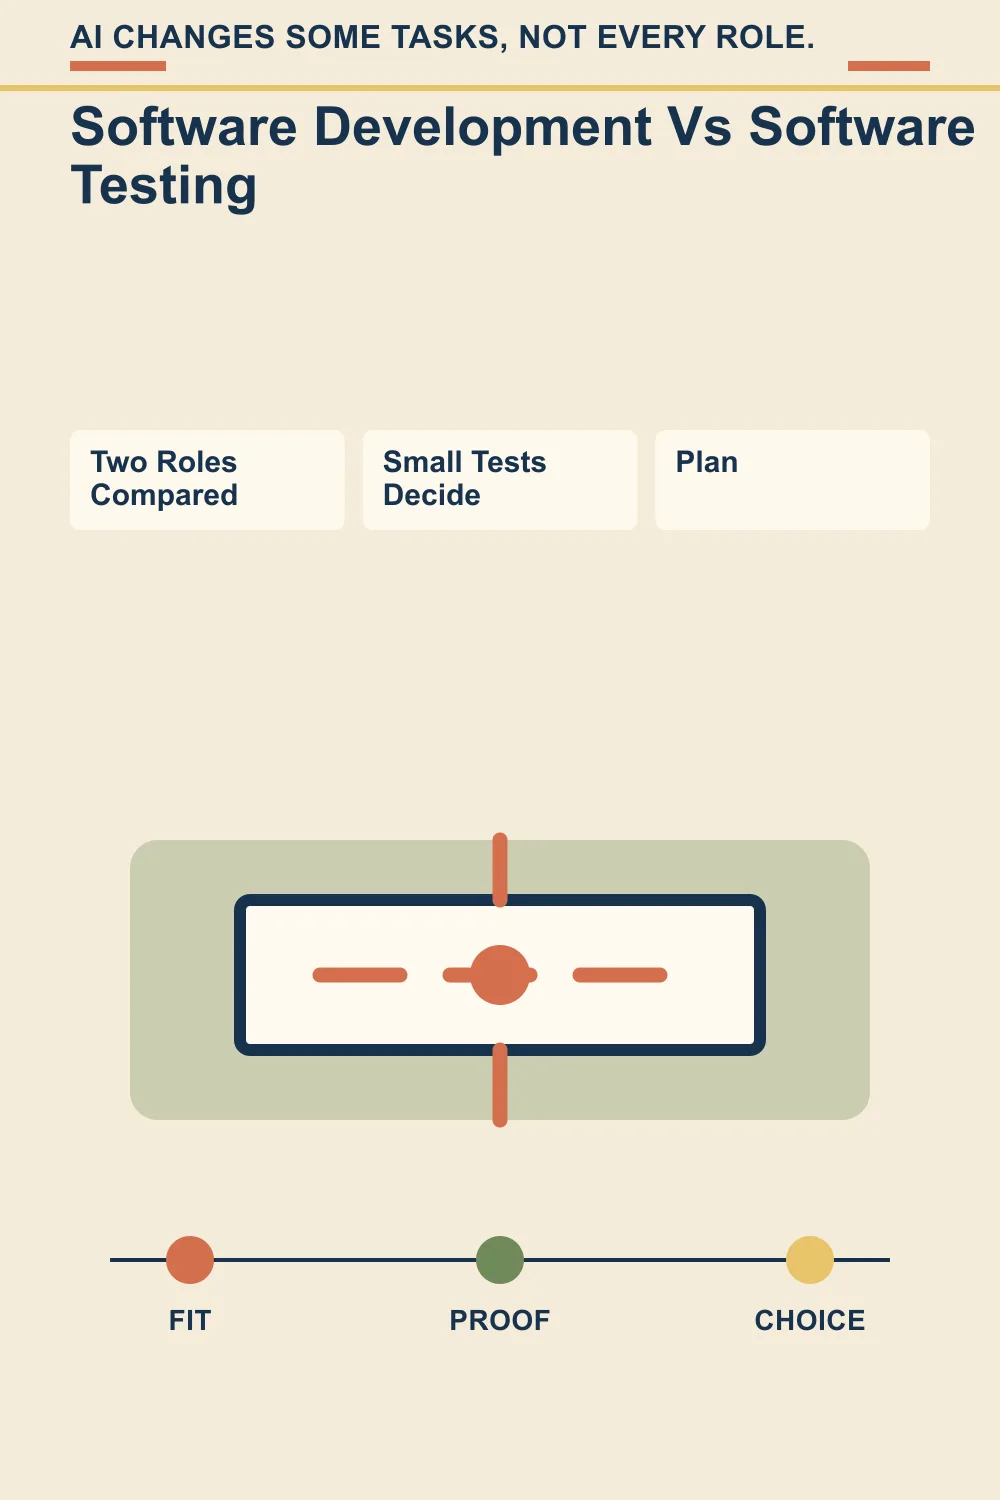 AI CHANGES SOME TASKS, NOT EVERY ROLE.
Software Development Vs Software
Testing
Two Roles
Compared
Small Tests
Decide
Plan
FIT
PROOF
CHOICE